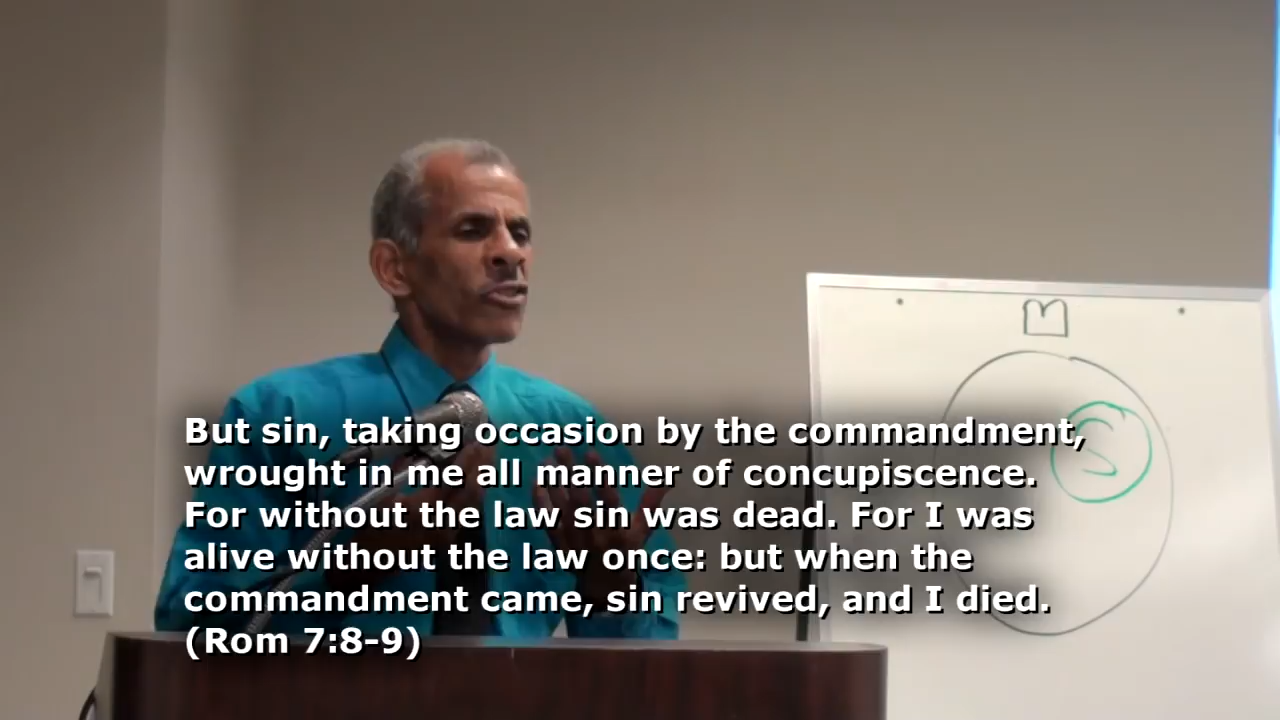 M
S
But sin, taking occasion by the commandment,
wrought in me all manner of concupiscence.
For without the law sin was dead. For I was
alive without the law once: but when the
commandment came, sin revived, and I died.
(Rom 7:8-9)